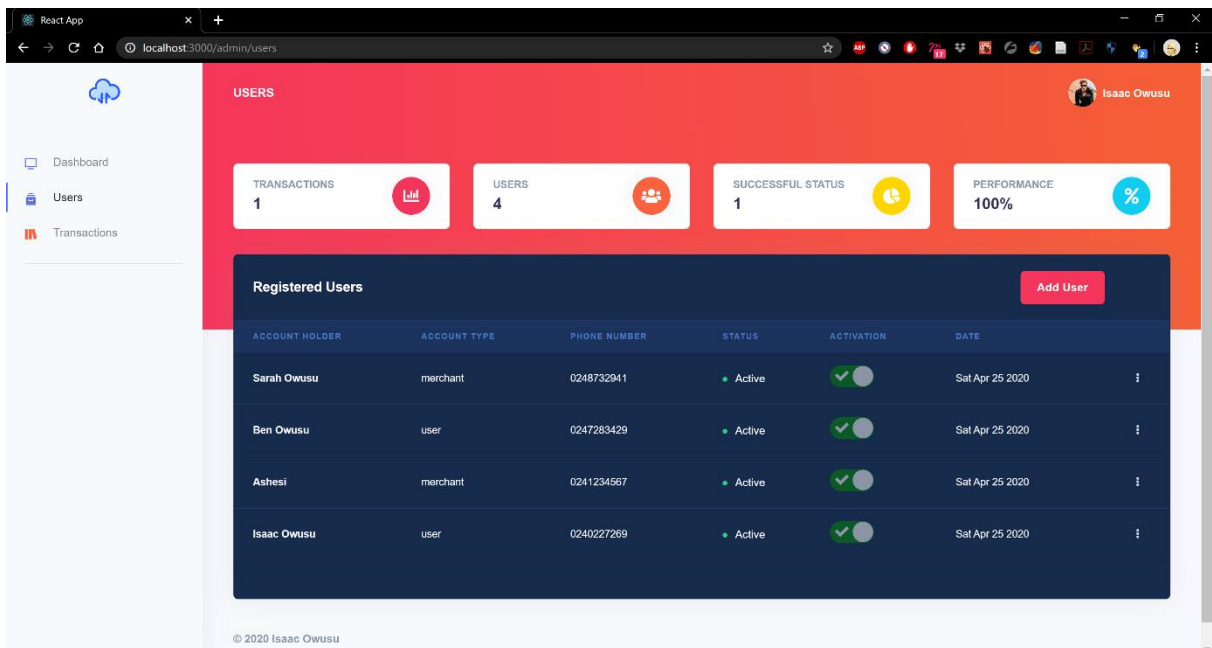 React App
localhost:3000/admin/users
ABP
17
2
USERS
Isaac Owusu
Dashboard
Users
Transactions
TRANSACTIONS
1
USERS
4
SUCCESSFUL STATUS
1
PERFORMANCE
100%
Registered Users
Add User
ACCOUNT HOLDER ACCOUNT TYPE PHONE NUMBER STATUS ACTIVATION DATE
Sarah Owusu merchant 0248732941 Active Sat Apr 25 2020
Ben Owusu user 0247283429 Active Sat Apr 25 2020
Ashesi merchant 0241234567 Active Sat Apr 25 2020
Isaac Owusu user 0240227269 Active Sat Apr 25 2020
© 2020 Isaac Owusu